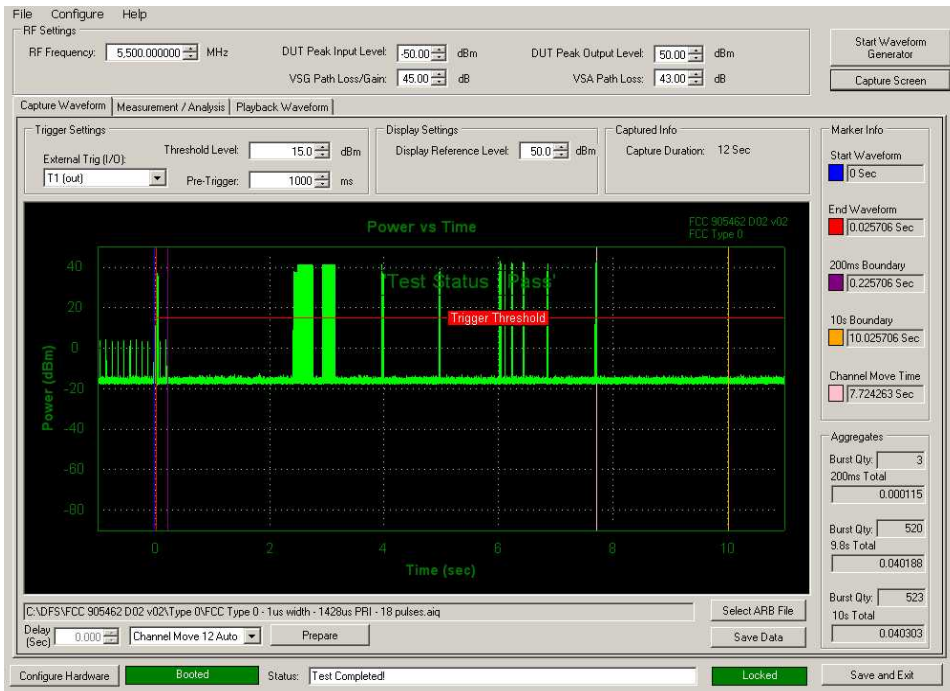 File Configure Help
RF Settings
RF Frequency: 5,500.000000 MHz
DUT Peak Input Level: -50.00 dBm
DUT Peak Output Level: 50.00 dBm
VSG Path Loss/Gain: 45.00 dB
VSA Path Loss: 43.00 dB
Start Waveform
Generator
Capture Screen
Capture Waveform Measurement / Analysis Playback Waveform
Trigger Settings
External Trig (I/O):
T1 (out)
Threshold Level: 15.0 dBm
Pre-Trigger: 1000 ms
Display Settings
Display Reference Level: 50.0 dBm
Captured Info
Capture Duration: 12 Sec
Marker Info
Start Waveform
0 Sec
End Waveform
0.025706 Sec
200ms Boundary
0.225706 Sec
10s Boundary
10.025706 Sec
Channel Move Time
7.724263 Sec
Power vs Time
FCC 905462 D02 v02
FCC Type 0
'Test Status : Pass'
Trigger Threshold
Power (dBm)
40
20
0
-20
-40
-60
-80
0 2 4 6 8 10
Time (sec)
Aggregates
Burst Qty: 3
200ms Total
0.000115
Burst Qty: 520
9.8s Total
0.040188
Burst Qty: 523
10s Total
0.040303
C:\DFS\FCC 905462 D02 v02\Type 0\FCC Type 0 - 1us width - 1428us PRI - 18 pulses.aiq
Select ARB File
Delay
(Sec) 0.000
Channel Move 12 Auto
Prepare
Save Data
Configure Hardware
Booted
Status: Test Completed!
Locked
Save and Exit